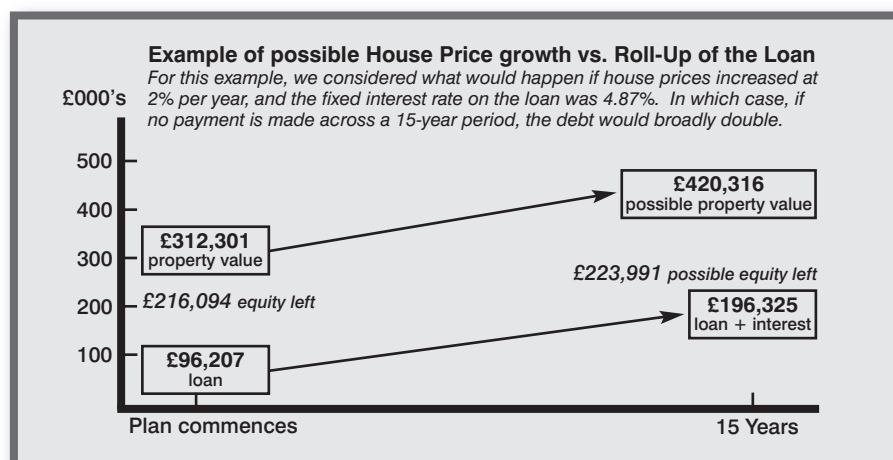 Example of possible House Price growth vs. Roll-Up of the Loan
For this example, we considered what would happen if house prices increased at
2% per year, and the fixed interest rate on the loan was 4.87%. In which case, if
no payment is made across a 15-year period, the debt would broadly double.
£000's
500
400
300
200
100
£420,316
possible property value
£312,301
property value
£223,991 possible equity left
£216,094 equity left
£196,325
loan + interest
£96,207
loan
Plan commences
15 Years